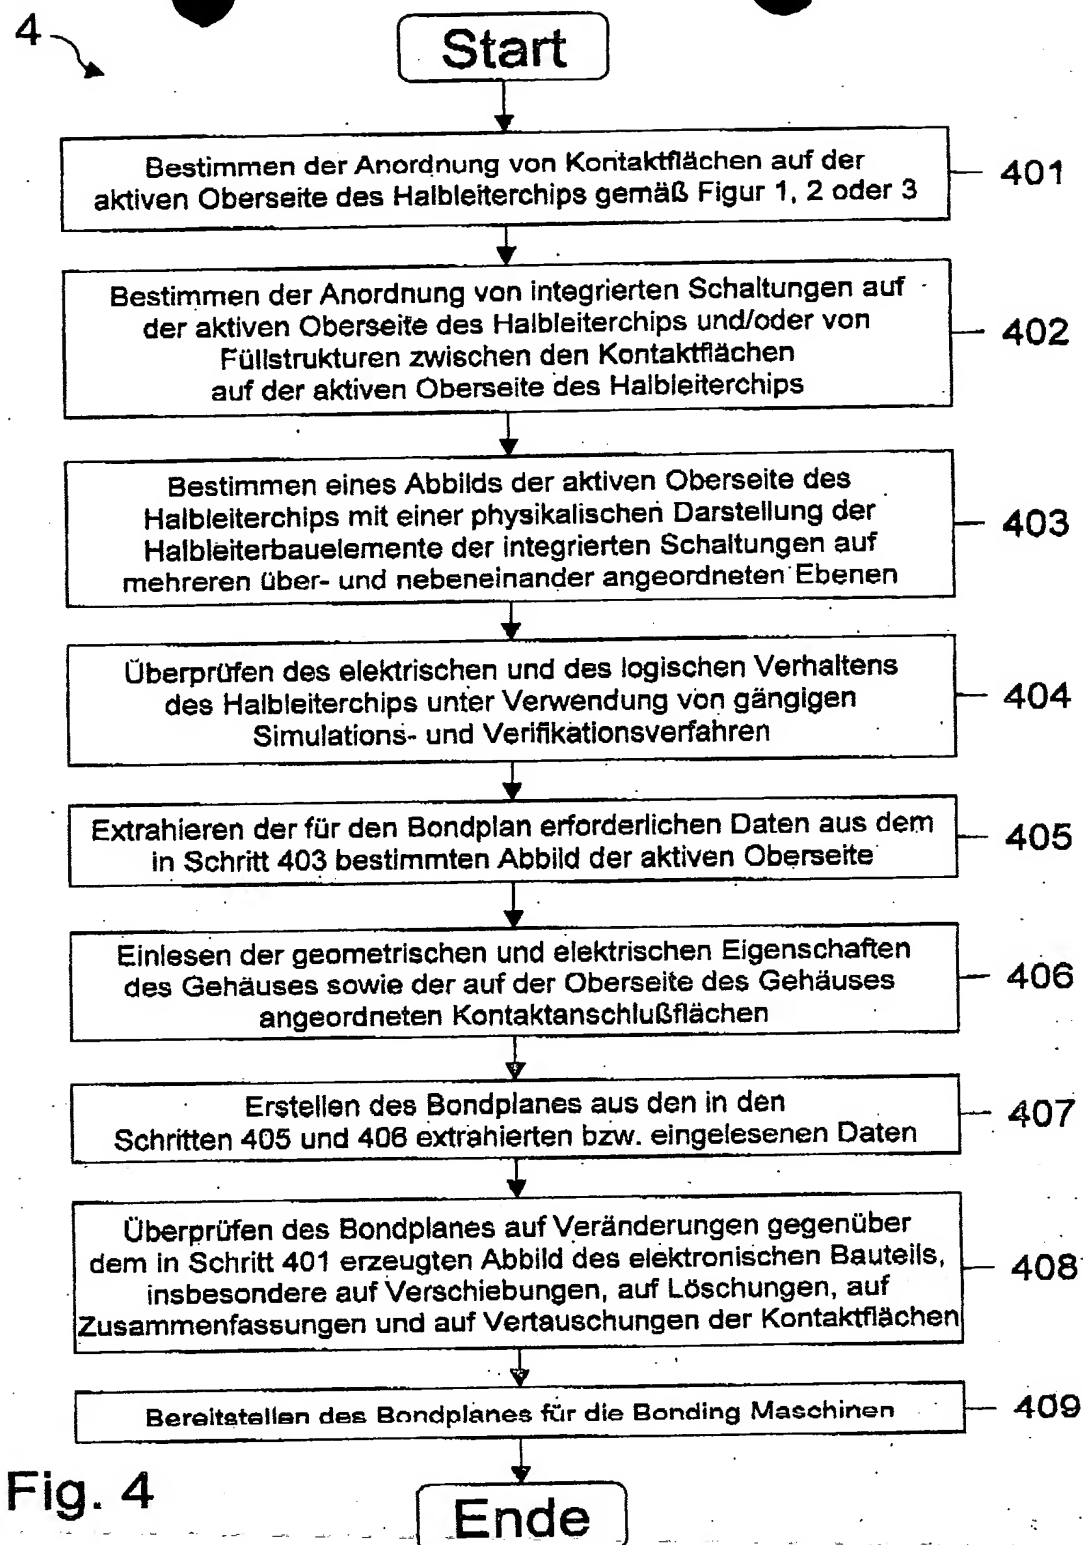 4
Start
Bestimmen der Anordnung von Kontaktflächen auf der
aktiven Oberseite des Halbleiterchips gemäß Figur 1, 2 oder 3
401
Bestimmen der Anordnung von integrierten Schaltungen auf
der aktiven Oberseite des Halbleiterchips und/oder von
Füllstrukturen zwischen den Kontaktflächen
auf der aktiven Oberseite des Halbleiterchips
402
Bestimmen eines Abbilds der aktiven Oberseite des
Halbleiterchips mit einer physikalischen Darstellung der
Halbleiterbauelemente der integrierten Schaltungen auf
mehreren über- und nebeneinander angeordneten Ebenen
403
Überprüfen des elektrischen und des logischen Verhaltens
des Halbleiterchips unter Verwendung von gängigen
Simulations- und Verifikationsverfahren
404
Extrahieren der für den Bondplan erforderlichen Daten aus dem
in Schritt 403 bestimmten Abbild der aktiven Oberseite
405
Einlesen der geometrischen und elektrischen Eigenschaften
des Gehäuses sowie der auf der Oberseite des Gehäuses
angeordneten Kontaktanschlußflächen
406
Erstellen des Bondplanes aus den in den
Schritten 405 und 406 extrahierten bzw. eingelesenen Daten
407
Überprüfen des Bondplanes auf Veränderungen gegenüber
dem in Schritt 401 erzeugten Abbild des elektronischen Bauteils,
insbesondere auf Verschiebungen, auf Löschungen, auf
Zusammenfassungen und auf Vertauschungen der Kontaktflächen
408
Bereitstellen des Bondplanes für die Bonding Maschinen
409
Fig. 4
Ende